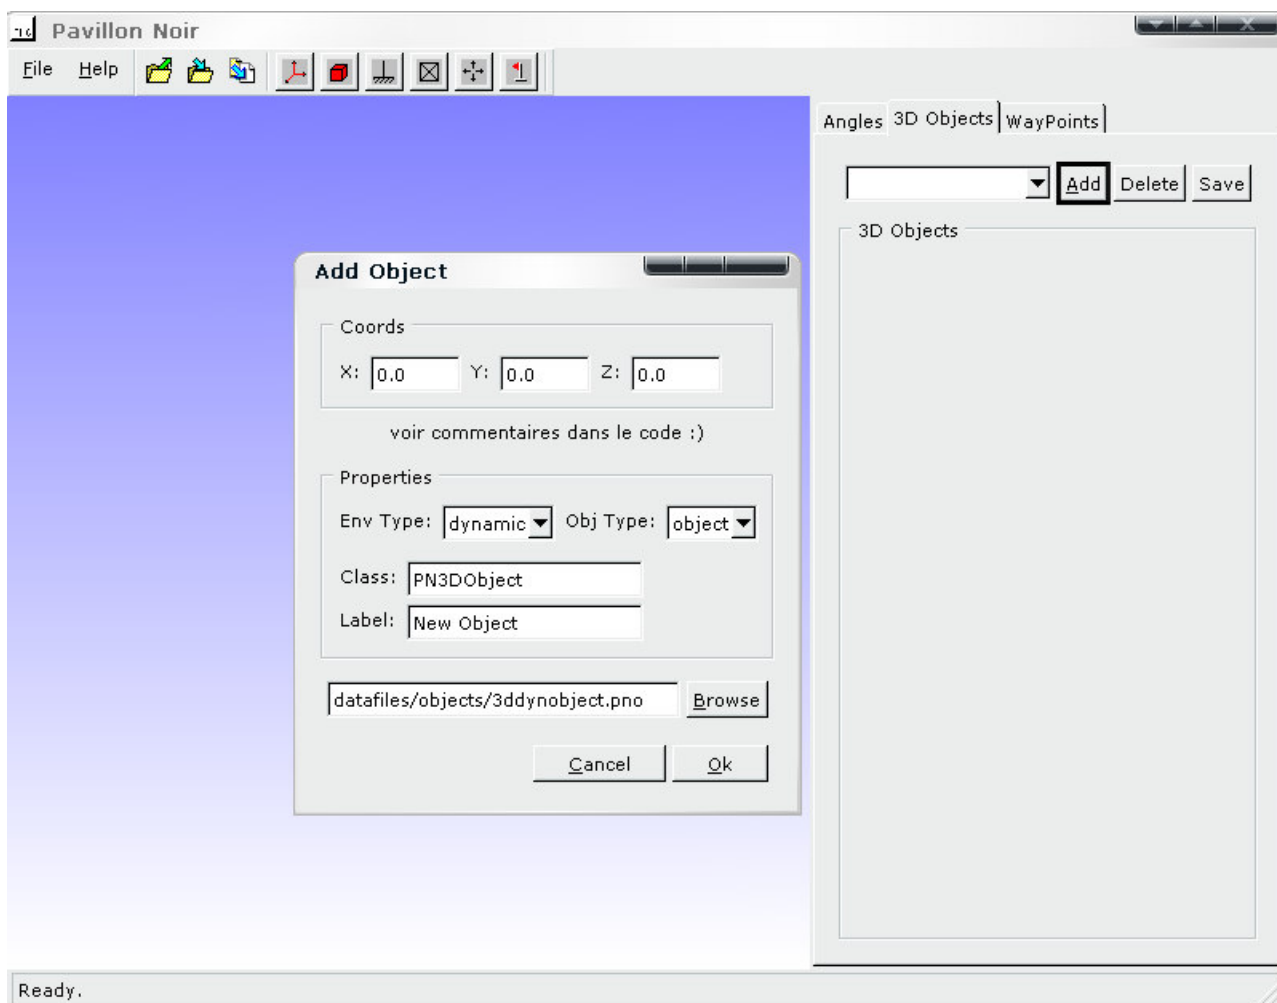 Pavillon Noir
File Help
Angles 3D Objects WayPoints
Add Delete Save
3D Objects
Add Object
Coords
X: 0.0 Y: 0.0 Z: 0.0
voir commentaires dans le code :)
Properties
Env Type: dynamic Obj Type: object
Class: PN3DObject
Label: New Object
datafiles/objects/3ddynobject.pno Browse
Cancel Ok
Ready.